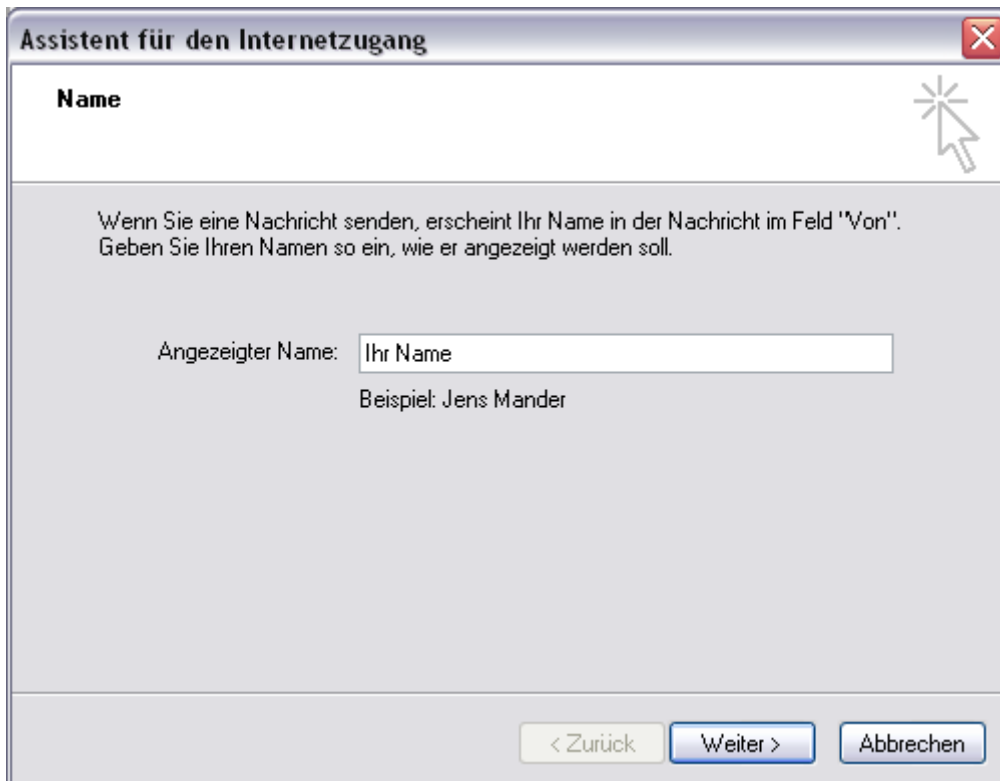 Assistent für den Internetzugang
Name
Wenn Sie eine Nachricht senden, erscheint Ihr Name in der Nachricht im Feld "Von".
Geben Sie Ihren Namen so ein, wie er angezeigt werden soll.
Angezeigter Name: Ihr Name
Beispiel: Jens Mander
< Zurück Weiter > Abbrechen